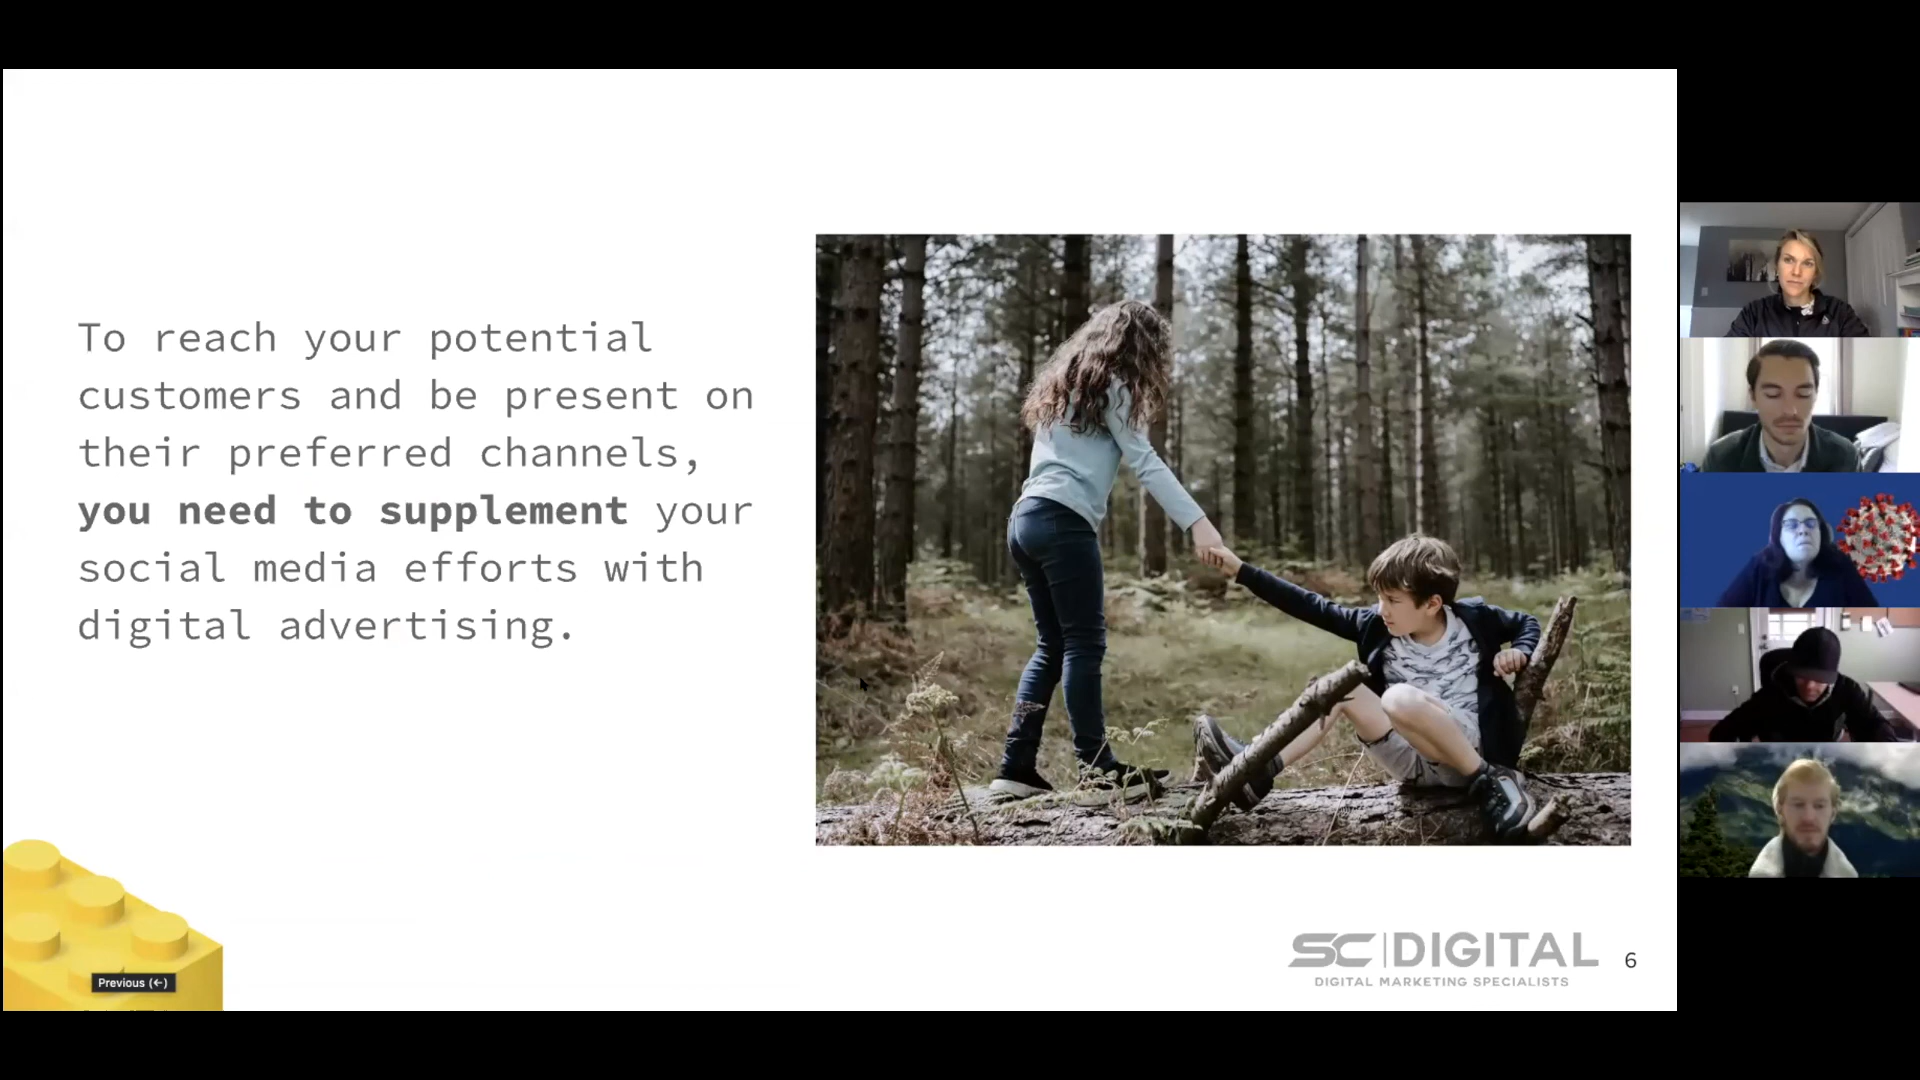 To reach your potential
customers and be present on
their preferred channels,
you need to supplement your
social media efforts with
digital advertising.
Previous (←)
SC|DIGITAL
DIGITAL MARKETING SPECIALISTS
6